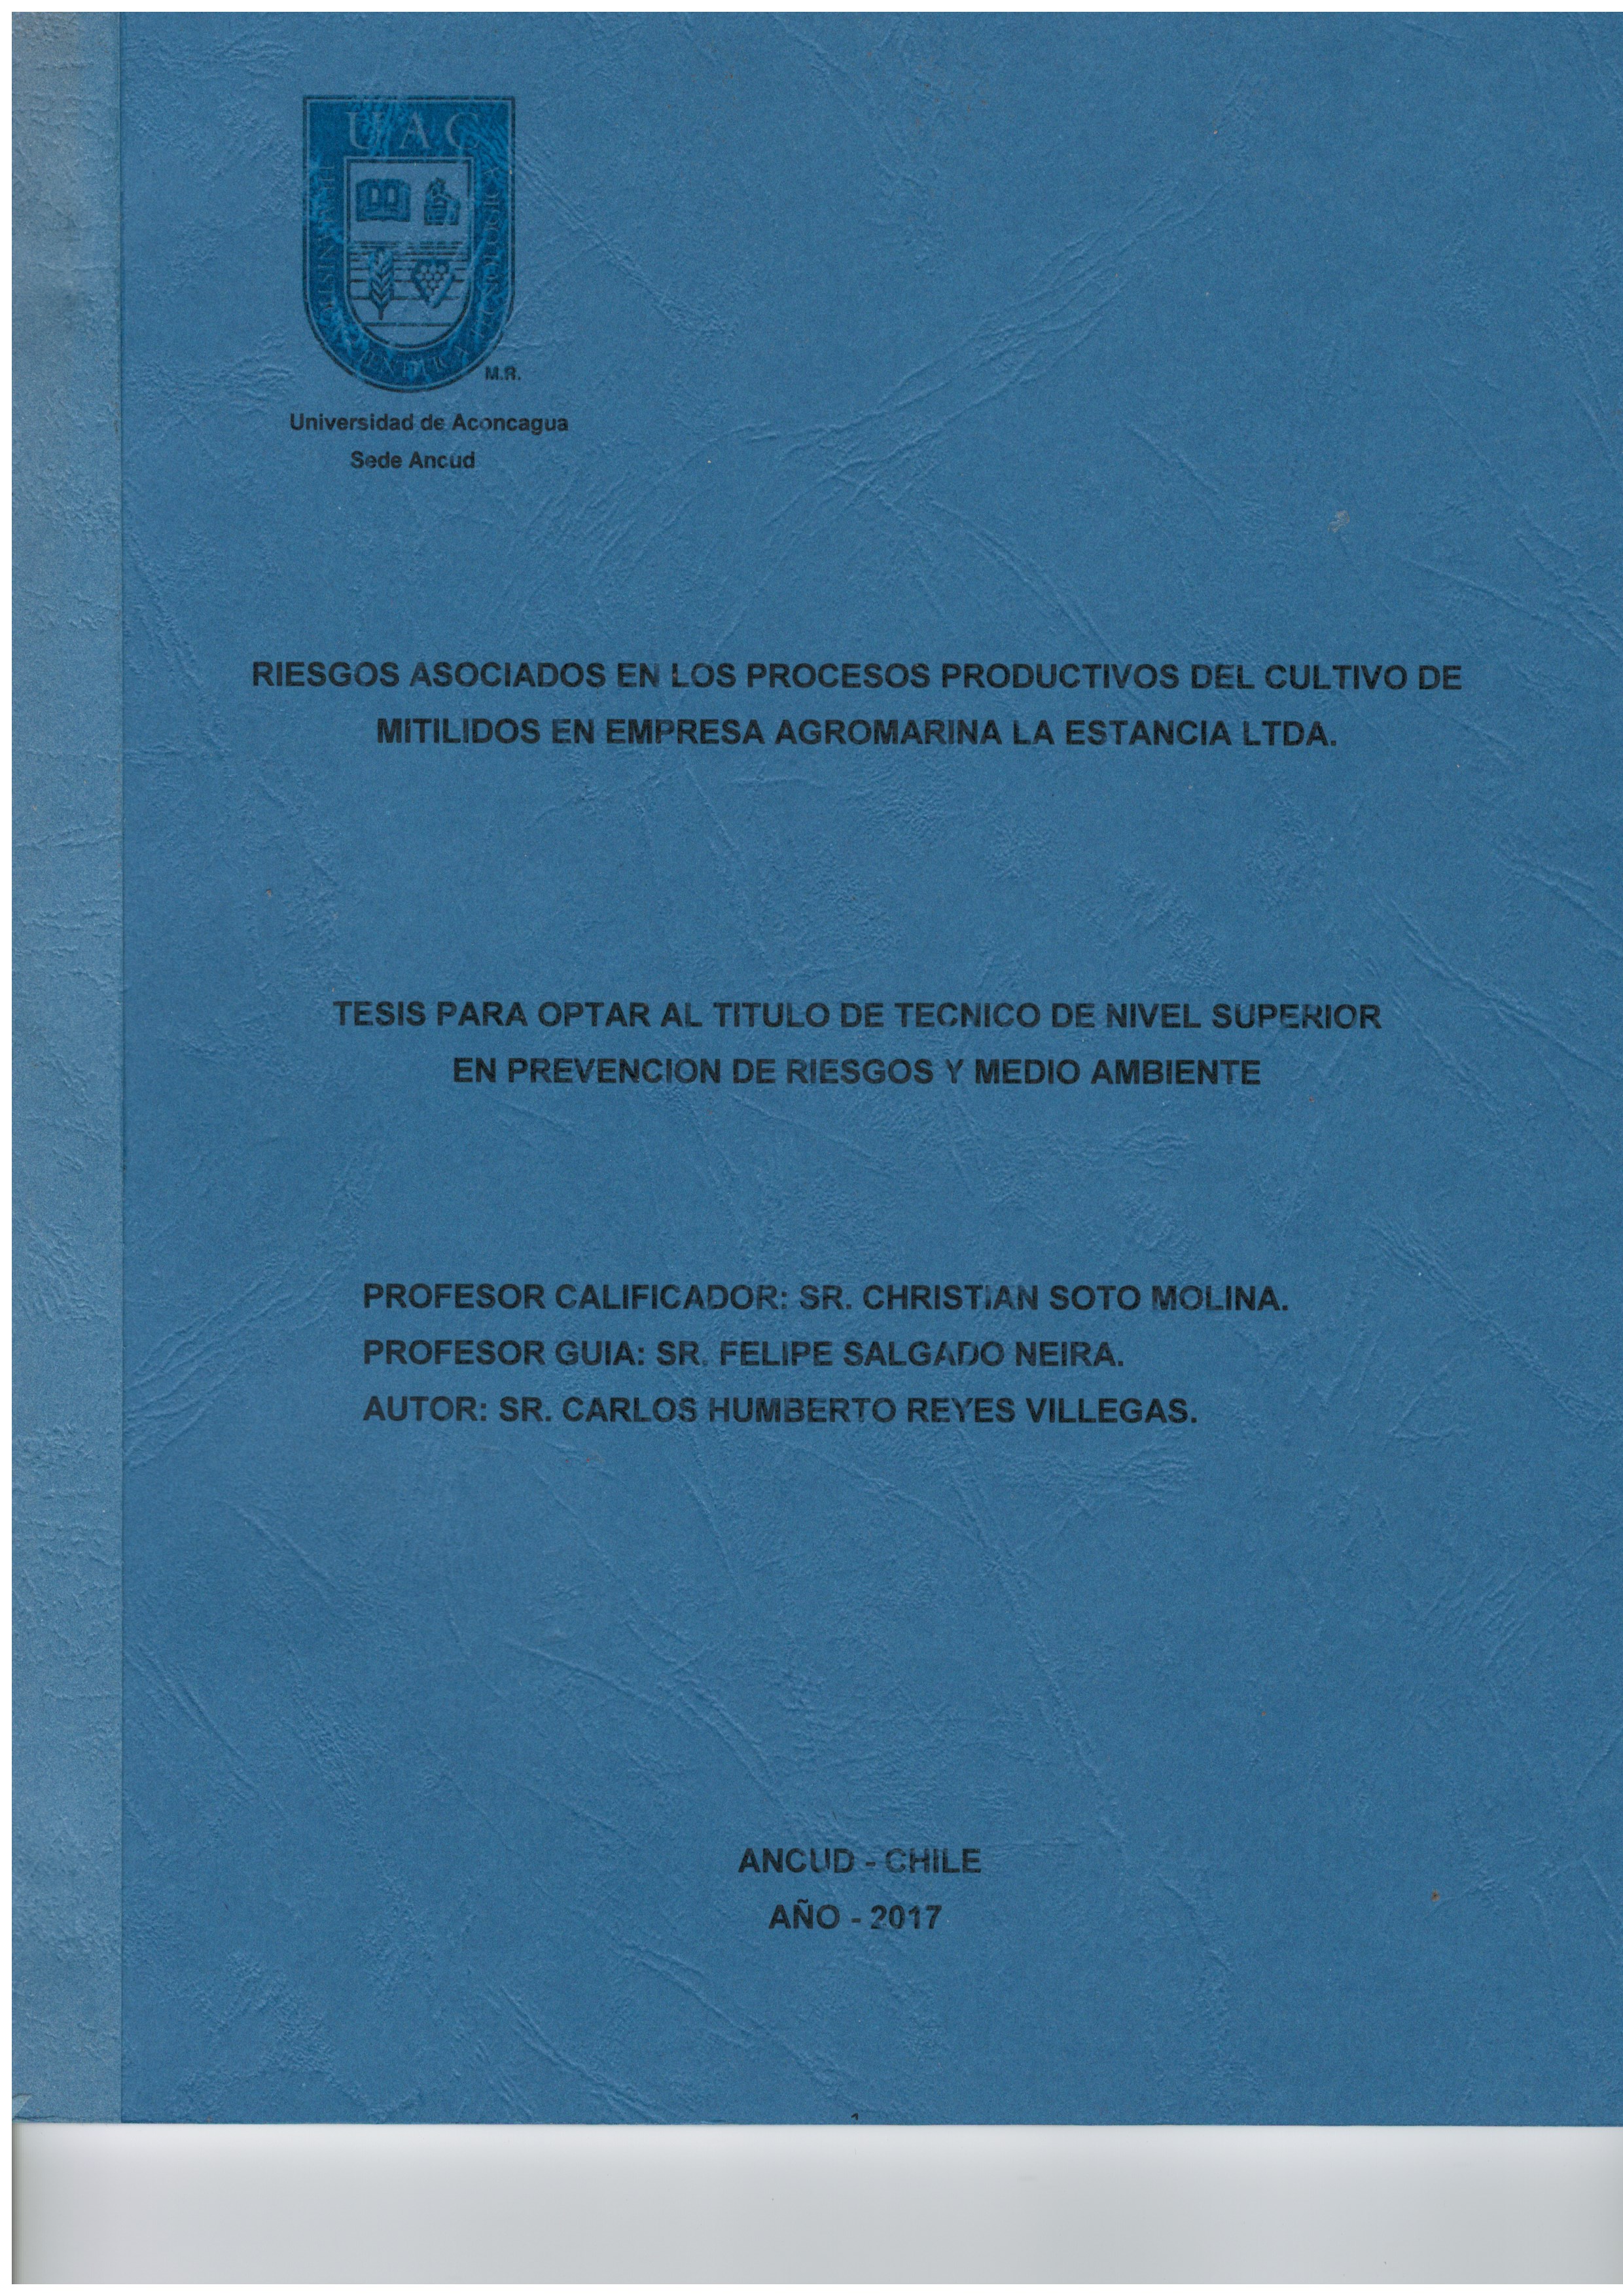 UAC
M.R.
Universidad de Aconcagua
Sede Ancud
RIESGOS ASOCIADOS EN LOS PROCESOS PRODUCTIVOS DEL CULTIVO DE
MITILIDOS EN EMPRESA AGROMARINA LA ESTANCIA LTDA.
TESIS PARA OPTAR AL TITULO DE TECNICO DE NIVEL SUPERIOR
EN PREVENCION DE RIESGOS Y MEDIO AMBIENTE
PROFESOR CALIFICADOR: SR. CHRISTIAN SOTO MOLINA.
PROFESOR GUIA: SR. FELIPE SALGADO NEIRA.
AUTOR: SR. CARLOS HUMBERTO REYES VILLEGAS.
ANCUD - CHILE
AÑO - 2017